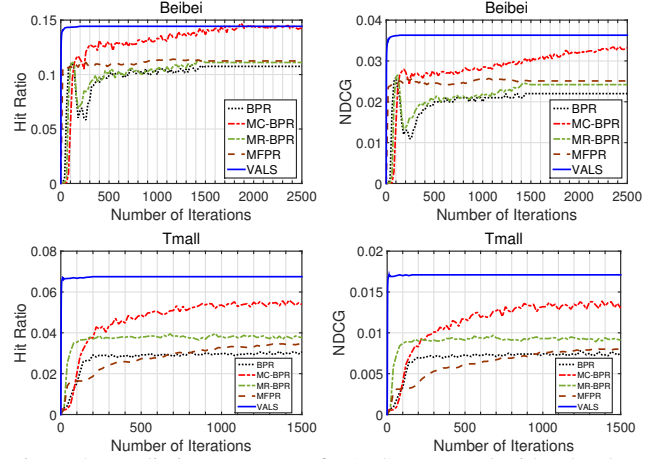 Beibei
Hit Ratio
0.15
0.1
0.05
0
0 500 1000 1500 2000 2500
Number of Iterations
BPR
MC-BPR
MR-BPR
MFPR
VALS
Beibei
NDCG
0.04
0.03
0.02
0.01
0
0 500 1000 1500 2000 2500
Number of Iterations
BPR
MC-BPR
MR-BPR
MFPR
VALS
Tmall
Hit Ratio
0.08
0.06
0.04
0.02
0
0 500 1000 1500
Number of Iterations
BPR
MC-BPR
MR-BPR
MFPR
VALS
Tmall
NDCG
0.02
0.015
0.01
0.005
0
0 500 1000 1500
Number of Iterations
BPR
MC-BPR
MR-BPR
MFPR
VALS